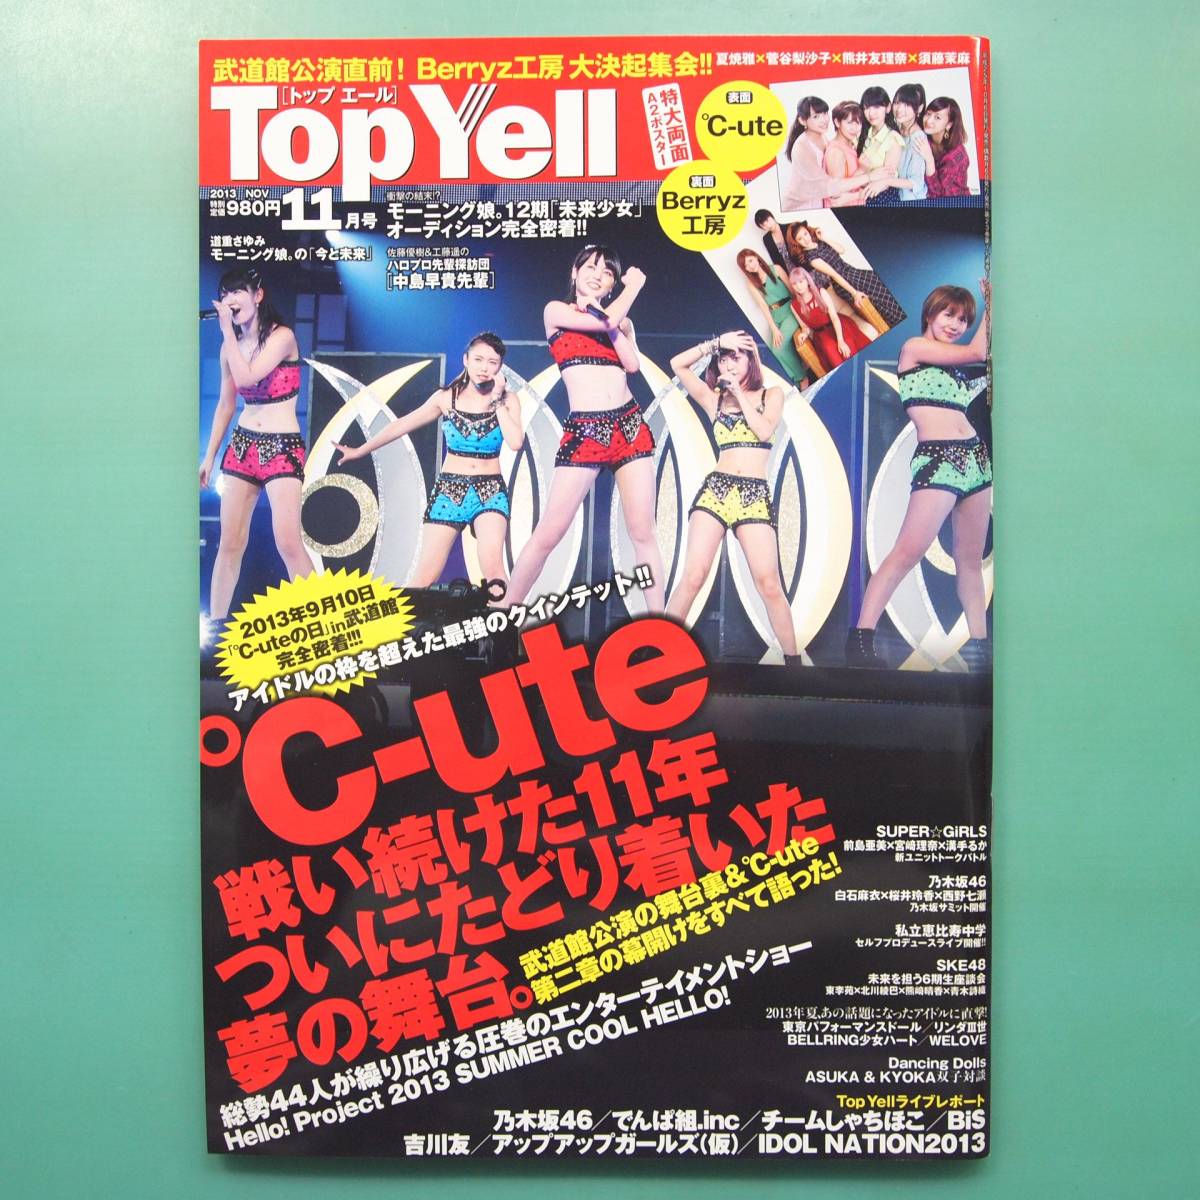 武道館公演直前! Berryz工房 大決起集会!!
夏焼雅×菅谷梨沙子×熊井友理奈×須藤茉麻
[トップ エール]
Top Yell
特大両面
A2ポスター
表面
℃-ute
裏面
Berryz
工房
2013 NOV
特別定価980円
11月号
衝撃の結末!?
モーニング娘。12期「未来少女」
オーディション完全密着!!
道重さゆみ
モーニング娘。の「今と未来」
佐藤優樹&工藤遥の
ハロプロ先輩探訪団
[中島早貴先輩]
2013年9月10日
「℃-uteの日」in武道館
完全密着!!!
アイドルの枠を超えた最強のクインテット!!
℃-ute
戦い続けた11年
ついにたどり着いた
夢の舞台。
武道館公演の舞台裏&℃-ute
第二章の幕開けをすべて語った!
総勢44人が繰り広げる圧巻のエンターテイメントショー
Hello! Project 2013 SUMMER COOL HELLO!
SUPER☆GiRLS
前島亜美×宮﨑理奈×溝手るか
新ユニットトークバトル
乃木坂46
白石麻衣×桜井玲香×西野七瀬
乃木坂サミット開催
私立恵比寿中学
セルフプロデュースライブ開催!!
SKE48
未来を担う6期生座談会
東李苑×北川綾巴×熊崎晴香×青木詩織
2013年夏、あの話題になったアイドルに直撃!
東京パフォーマンスドール/リンダⅢ世
BELLRING少女ハート/WELOVE
Dancing Dolls
ASUKA & KYOKA双子対談
Top Yellライブレポート
乃木坂46/でんぱ組.inc/チームしゃちほこ/BiS
吉川友/アップアップガールズ(仮)/IDOL NATION2013